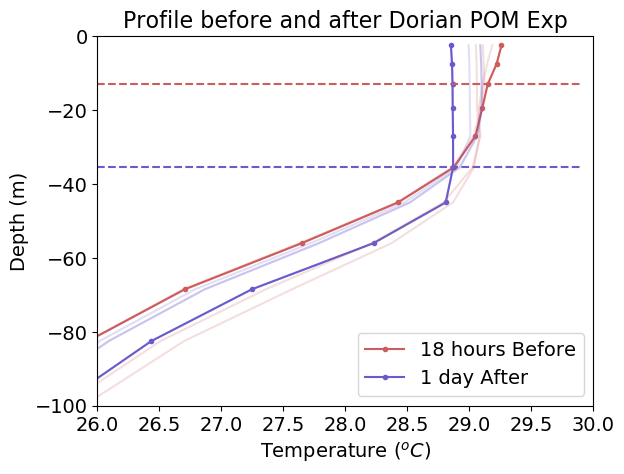 Profile before and after Dorian POM Exp
0
−20
−40
−60
−80
−100
Depth (m)
18 hours Before
1 day After
26.0 26.5 27.0 27.5 28.0 28.5 29.0 29.5 30.0
Temperature (°C)